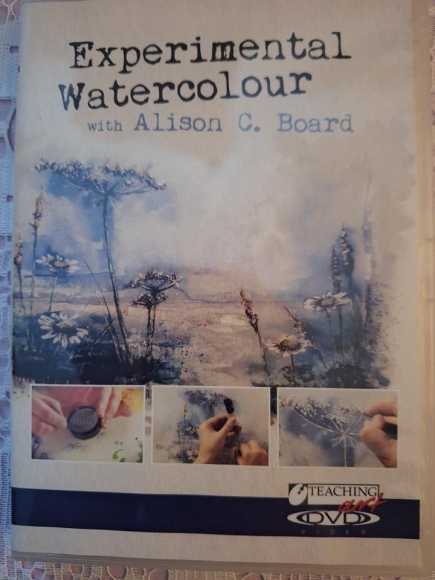 Experimental
Watercolour
with Alison C. Board
TEACHING
art
DVD
VIDEO